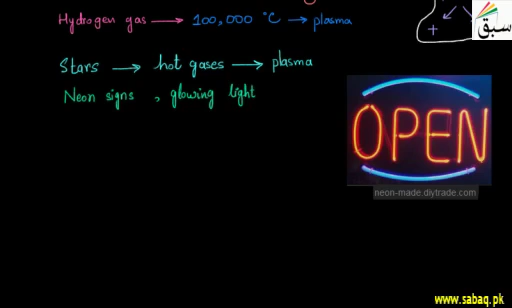 Hydrogen gas → 100,000 °C → plasma
+
سبق
Stars → hot gases → plasma
Neon signs , glowing light
OPEN
neon-made.diytrade.com
www.sabaq.pk